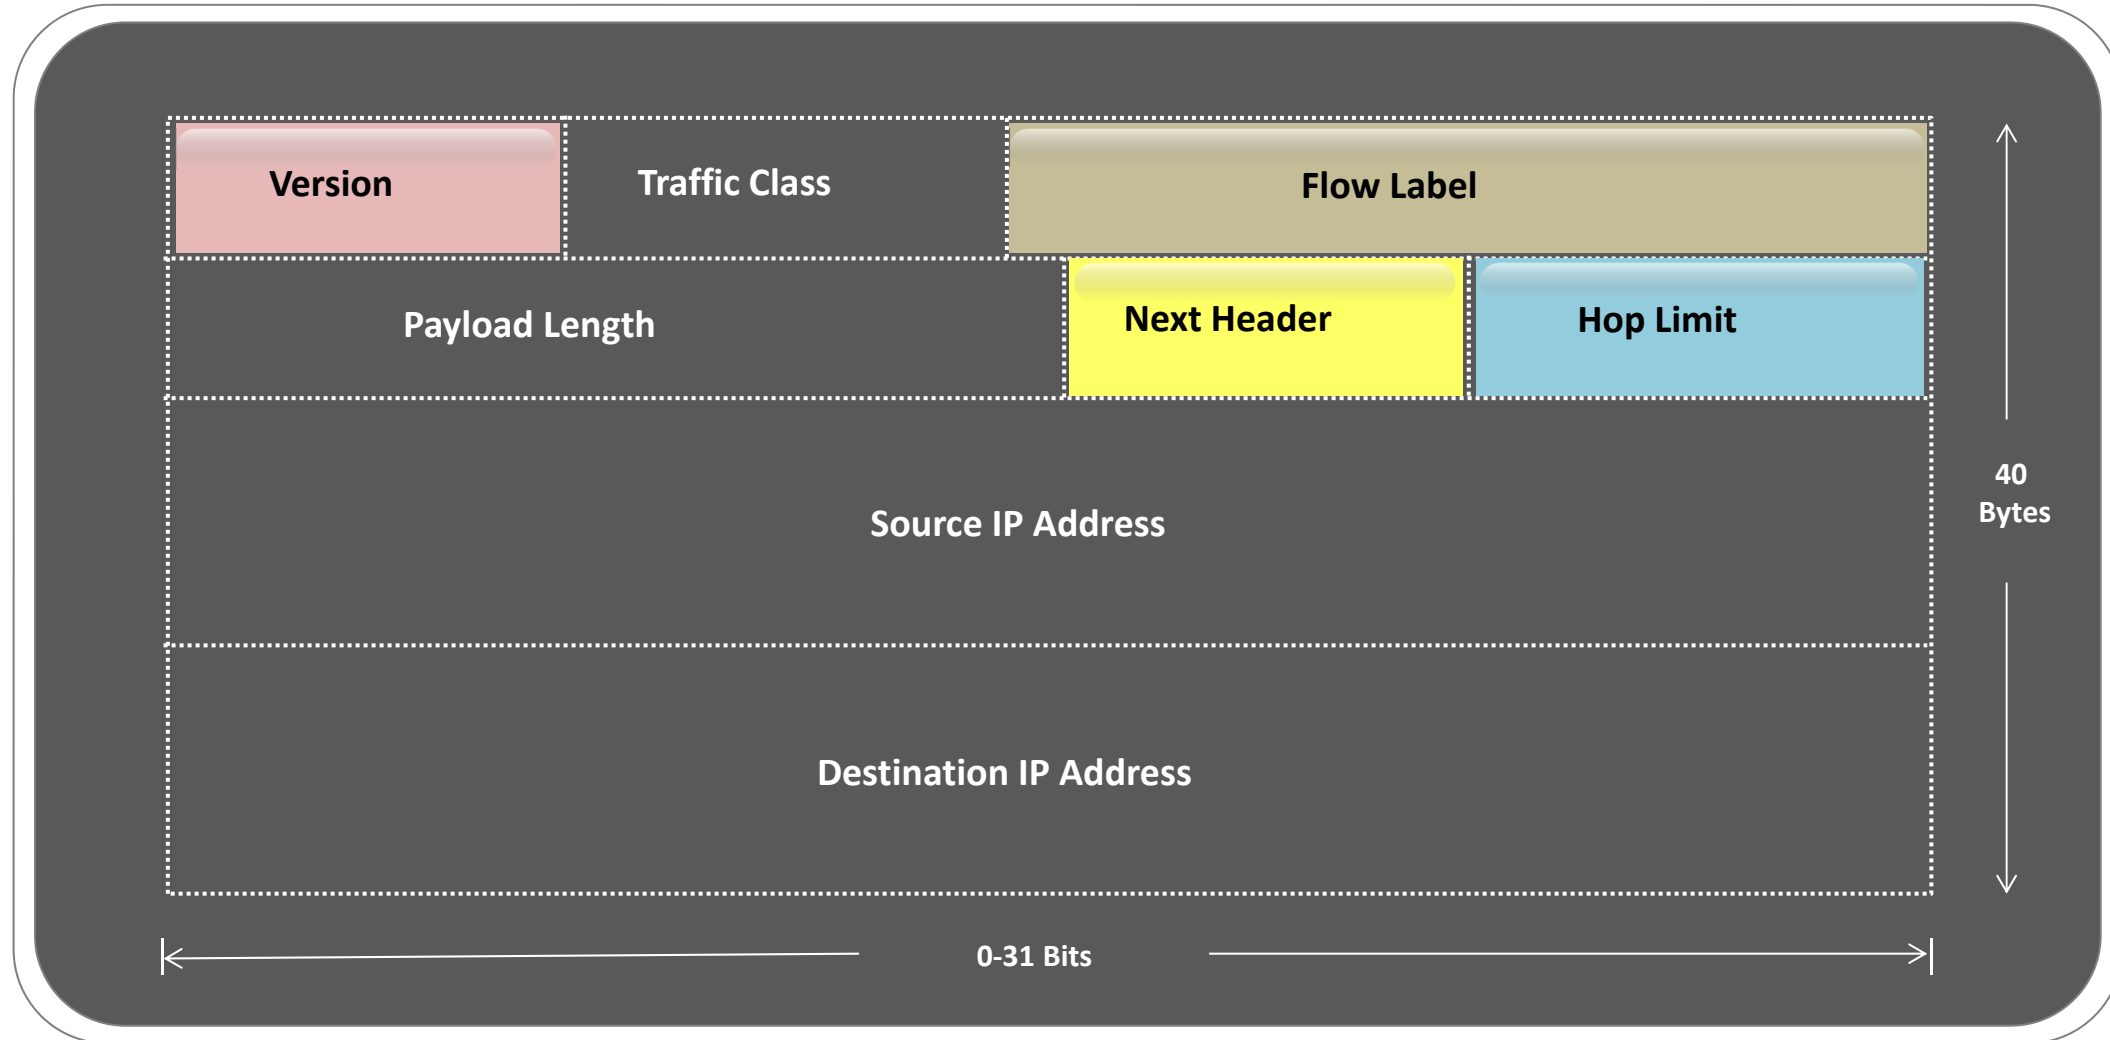 Version
Traffic Class
Flow Label
Payload Length
Next Header
Hop Limit
Source IP Address
40
Bytes
Destination IP Address
0-31 Bits